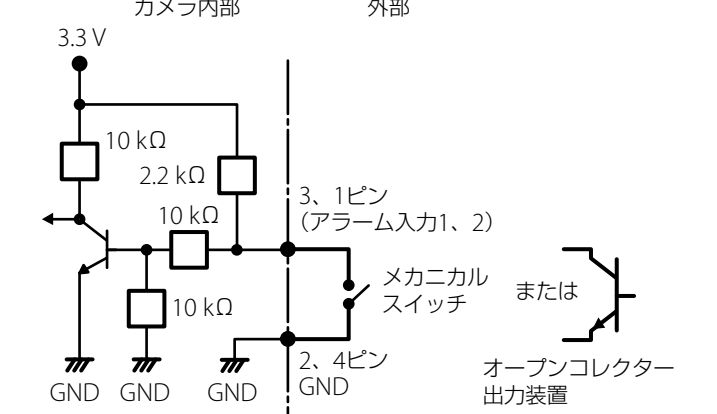 カメラ内部
外部
3.3 V
10 kΩ
2.2 kΩ
10 kΩ
3、1ピン
（アラーム入力1、2）
メカニカル
スイッチ
または
10 kΩ
2、4ピン
GND
オープンコレクター
出力装置
GND
GND
GND